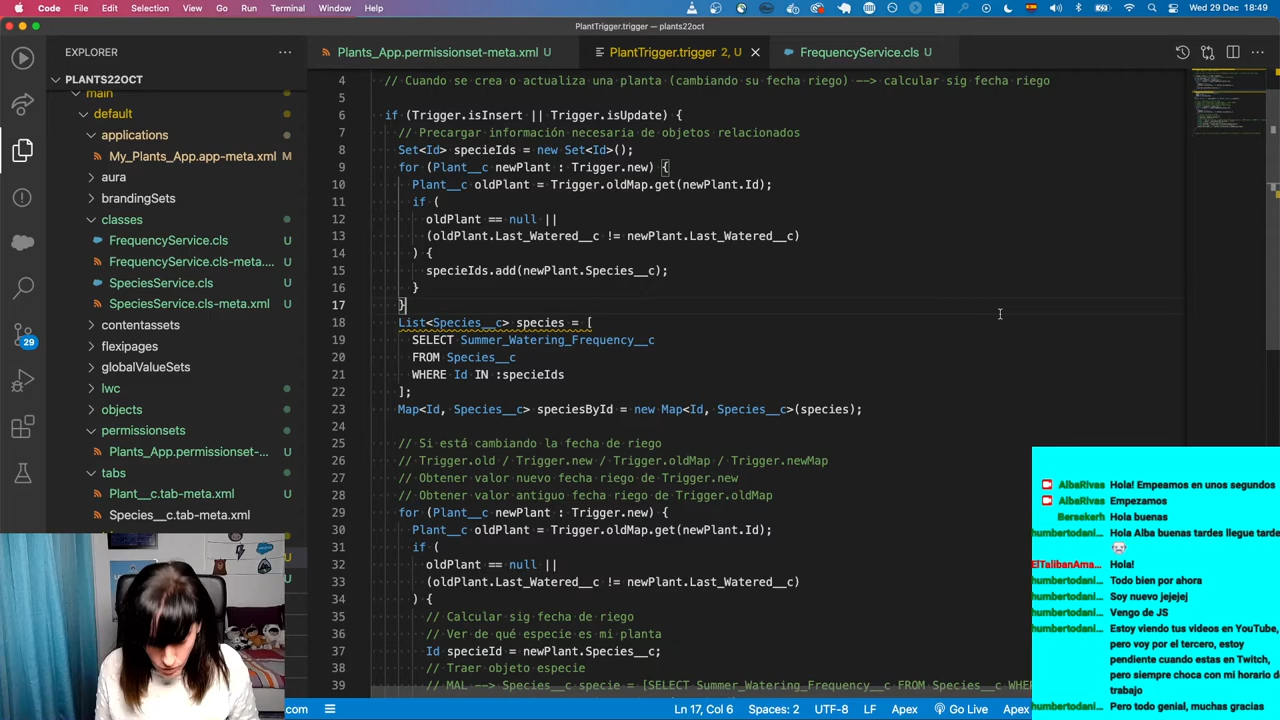 Code File Edit Selection View Go Run Terminal Window Help
Wed 29 Dec 18:49
PlantTrigger.trigger — plants22oct
EXPLORER
PLANTS22OCT
main
default
applications
My_Plants_App.app-meta.xml M
aura
brandingSets
classes
FrequencyService.cls U
FrequencyService.cls-meta.... U
SpeciesService.cls U
SpeciesService.cls-meta.xml U
contentassets
flexipages
globalValueSets
lwc
objects
permissionsets
Plants_App.permissionset-... U
tabs
Plant__c.tab-meta.xml U
Species__c.tab-meta.xml U
29
Plants_App.permissionset-meta.xml U
PlantTrigger.trigger 2, U
FrequencyService.cls U
4 // Cuando se crea o actualiza una planta (cambiando su fecha riego) --> calcular sig fecha riego
5
6 if (Trigger.isInsert || Trigger.isUpdate) {
7 // Precargar información necesaria de objetos relacionados
8 Set<Id> specieIds = new Set<Id>();
9 for (Plant__c newPlant : Trigger.new) {
10 Plant__c oldPlant = Trigger.oldMap.get(newPlant.Id);
11 if (
12 oldPlant == null ||
13 (oldPlant.Last_Watered__c != newPlant.Last_Watered__c)
14 ) {
15 specieIds.add(newPlant.Species__c);
16 }
17 }
18 List<Species__c> species = [
19 SELECT Summer_Watering_Frequency__c
20 FROM Species__c
21 WHERE Id IN :specieIds
22 ];
23 Map<Id, Species__c> speciesById = new Map<Id, Species__c>(species);
24
25 // Si está cambiando la fecha de riego
26 // Trigger.old / Trigger.new / Trigger.oldMap / Trigger.newMap
27 // Obtener valor nuevo fecha riego de Trigger.new
28 // Obtener valor antiguo fecha riego de Trigger.oldMap
29 for (Plant__c newPlant : Trigger.new) {
30 Plant__c oldPlant = Trigger.oldMap.get(newPlant.Id);
31 if (
32 oldPlant == null ||
33 (oldPlant.Last_Watered__c != newPlant.Last_Watered__c)
34 ) {
35 // Calcular sig fecha de riego
36 // Ver de qué especie es mi planta
37 Id specieId = newPlant.Species__c;
38 // Traer objeto especie
39 // MAL --> Species__c specie = [SELECT Summer_Watering_Frequency__c FROM Species__c WHERE
AlbaRivas Hola! Empeamos en unos segundos
AlbaRivas Empezamos
Bersekerh Hola buenas
humbertodani... Hola Alba buenas tardes llegue tarde
ElTalibanAma... Hola!
humbertodani... Todo bien por ahora
humbertodani... Soy nuevo jejejej
humbertodani... Vengo de JS
humbertodani... Estoy viendo tus videos en YouTube,
pero voy por el tercero, estoy
pendiente cuando estas en Twitch,
pero siempre choca con mi horario de
trabajo
humbertodani... Pero todo genial, muchas gracias
com
Ln 17, Col 6 Spaces: 2 UTF-8 LF Apex Go Live Apex